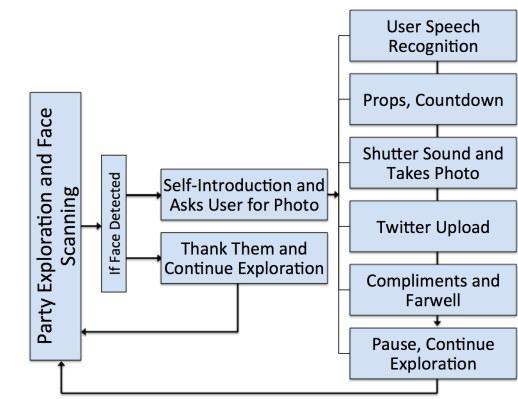 Party Exploration and Face
Scanning
If Face Detected
Self-Introduction and
Asks User for Photo
Thank Them and
Continue Exploration
User Speech
Recognition
Props, Countdown
Shutter Sound and
Takes Photo
Twitter Upload
Compliments and
Farwell
Pause, Continue
Exploration